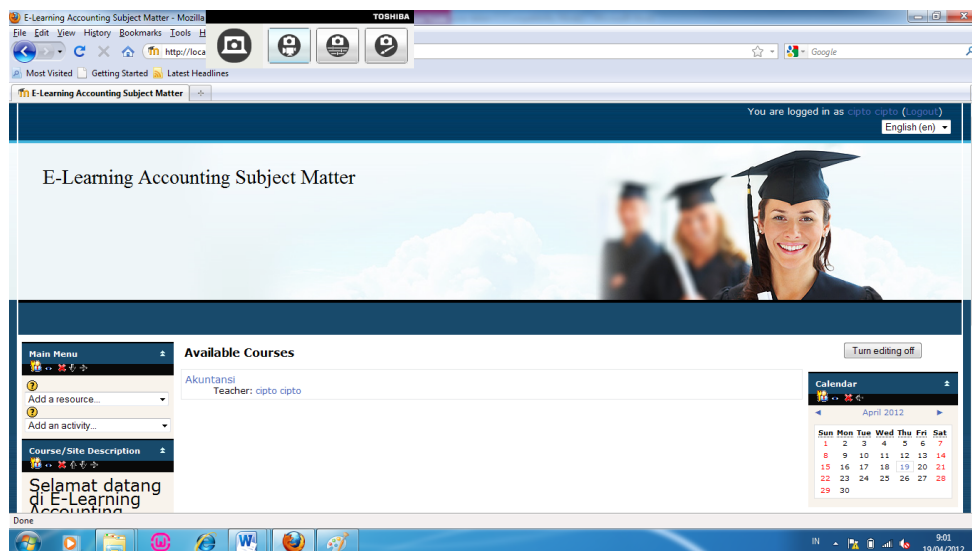 E-Learning Accounting Subject Matter - Mozilla
TOSHIBA
File Edit View History Bookmarks Tools H
http://loca
Google
Most Visited Getting Started Latest Headlines
E-Learning Accounting Subject Matter
You are logged in as cipto cipto (Logout)
English (en)
E-Learning Accounting Subject Matter
Main Menu
Add a resource...
Add an activity...
Course/Site Description
Selamat datang
di E-Learning
Accounting
Available Courses
Akuntansi
Teacher: cipto cipto
Turn editing off
Calendar
April 2012
Sun Mon Tue Wed Thu Fri Sat
1 2 3 4 5 6 7
8 9 10 11 12 13 14
15 16 17 18 19 20 21
22 23 24 25 26 27 28
29 30
Done
IN
9:01
19/04/2012